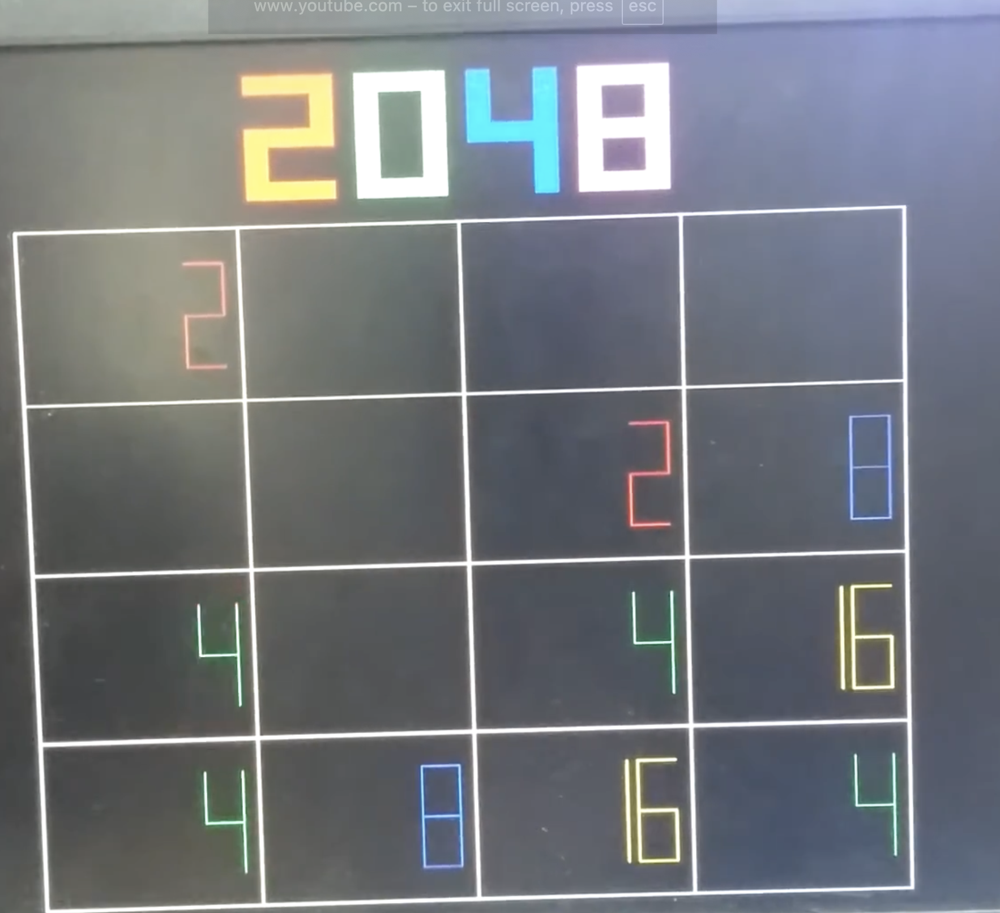 www.youtube.com – to exit full screen, press esc
2048
2
2 8
4 4 16
4 8 16 4